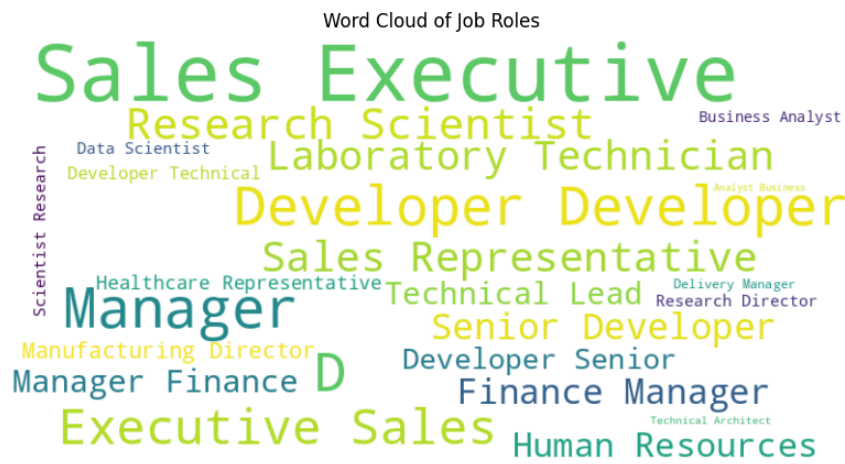 Word Cloud of Job Roles
Sales Executive
Research Scientist
Business Analyst
Data Scientist
Laboratory Technician
Scientist Research
Developer Technical
Analyst Business
Developer Developer
Sales Representative
Healthcare Representative
Technical Lead
Delivery Manager
Manager
Research Director
Senior Developer
Manufacturing Director
D
Developer Senior
Manager Finance
Finance Manager
Executive Sales
Technical Architect
Human Resources